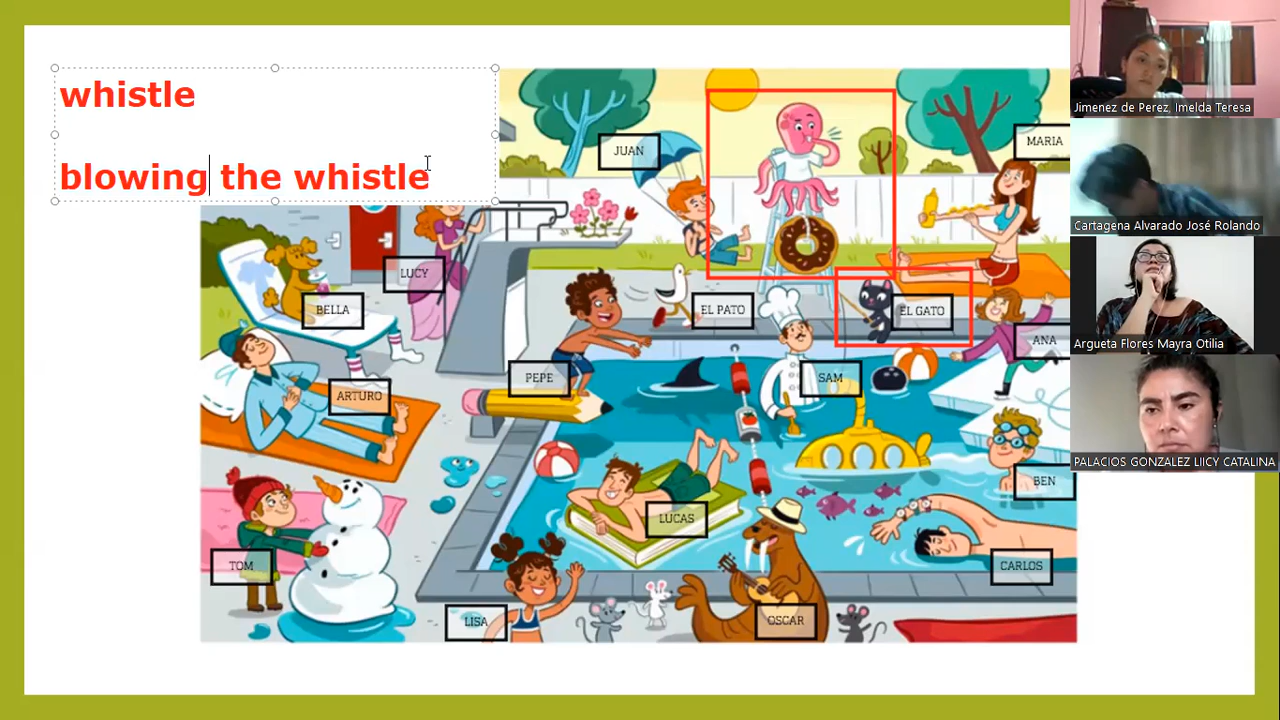 whistle
blowing the whistle
JUAN
MARIA
LUCY
BELLA
EL PATO
EL GATO
ANA
PEPE
SAM
ARTURO
BEN
LUCAS
TOM
CARLOS
LISA
OSCAR
Jimenez de Perez, Imelda Teresa
Cartagena Alvarado José Rolando
Argueta Flores Mayra Otilia
PALACIOS GONZALEZ LIICY CATALINA